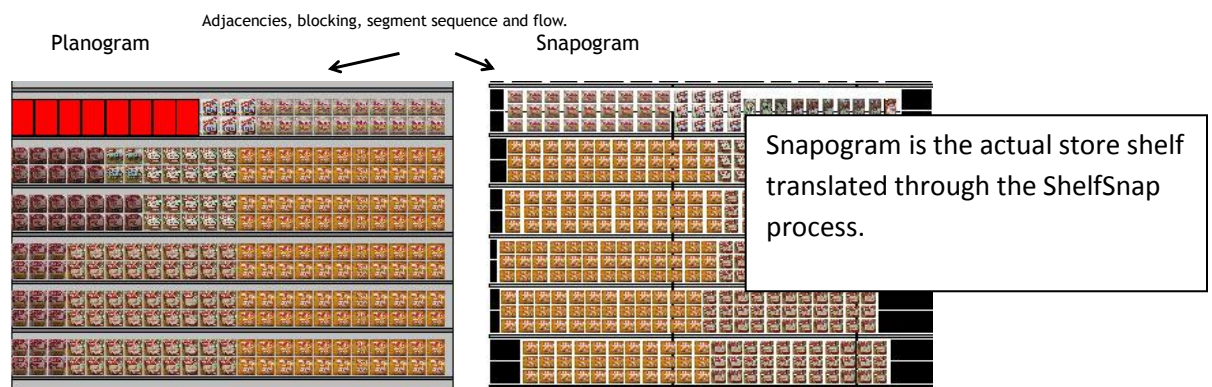 Adjacencies, blocking, segment sequence and flow.
Planogram
Snapogram
Snapogram is the actual store shelf
translated through the ShelfSnap
process.